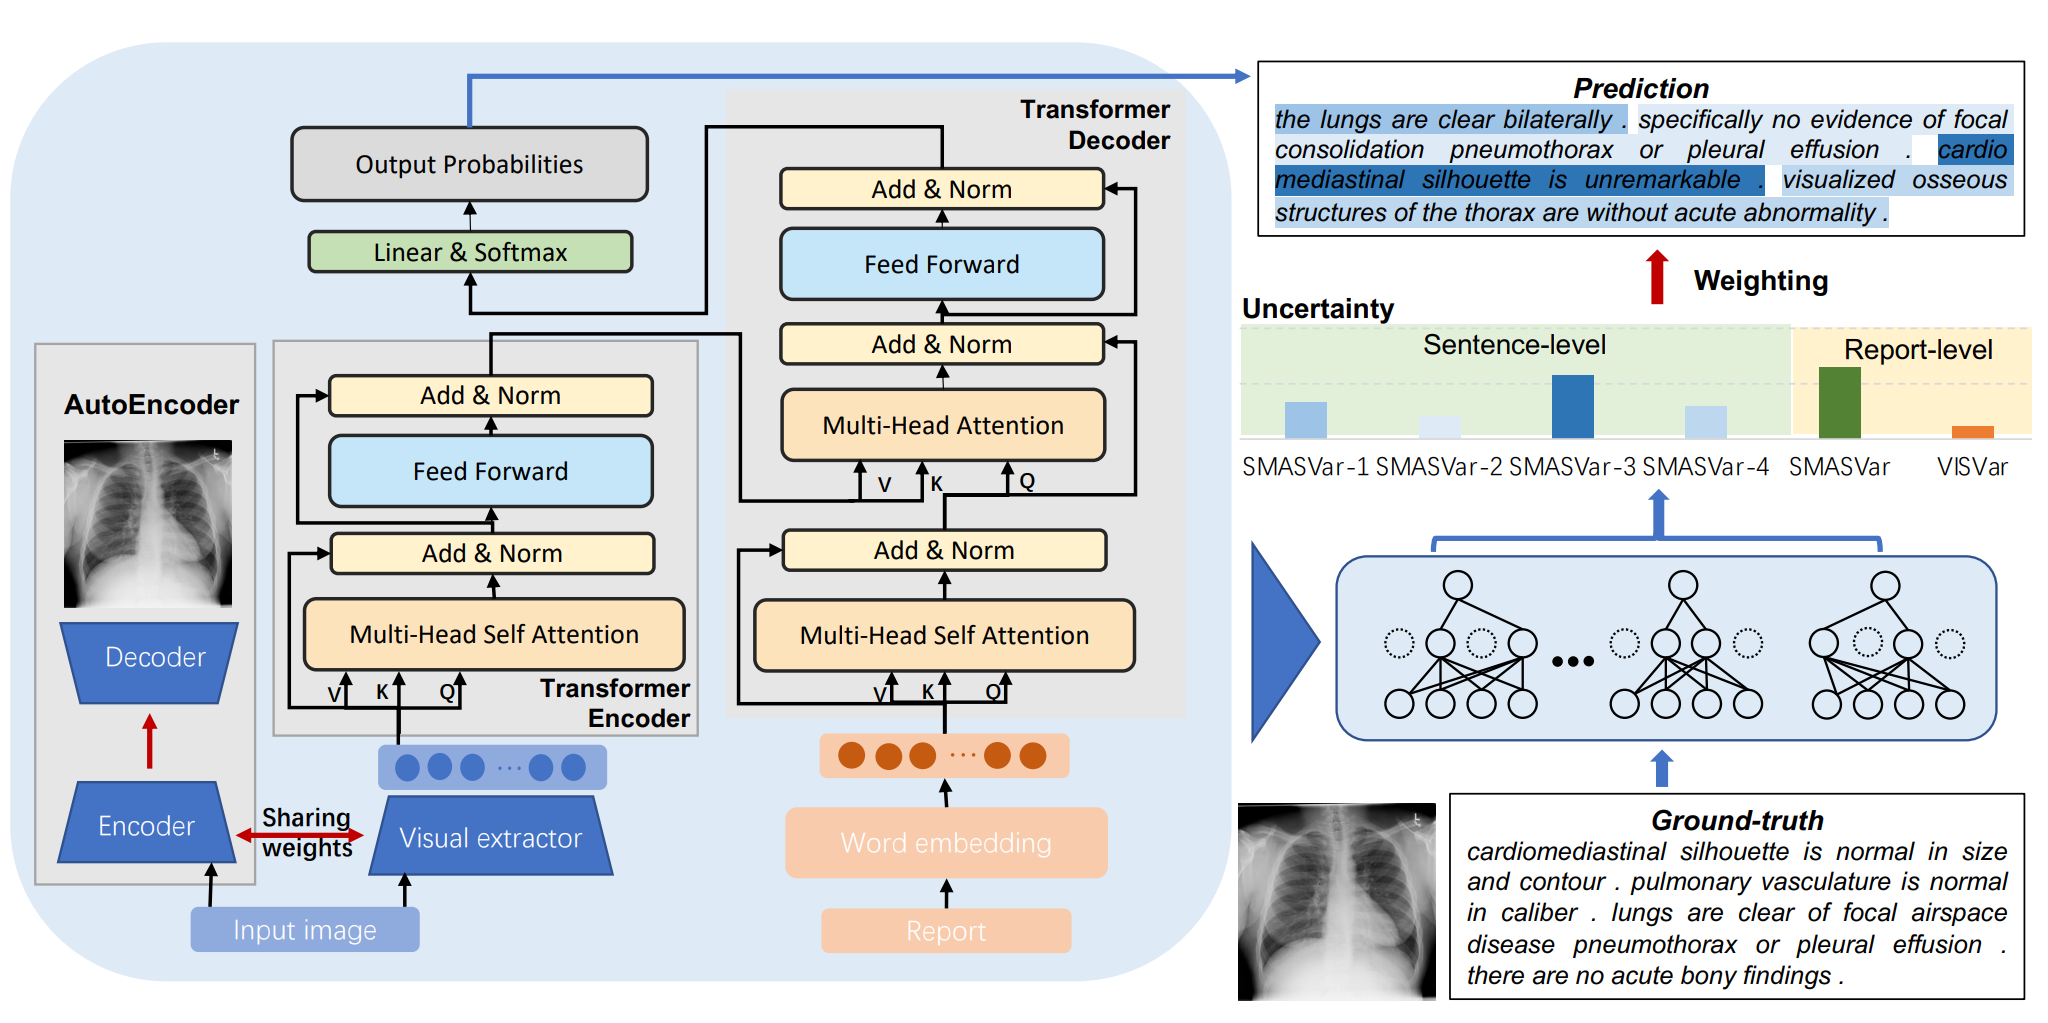 Transformer
Decoder
Output Probabilities
Linear & Softmax
Add & Norm
Feed Forward
Add & Norm
Multi-Head Attention
V
K
Q
Add & Norm
Multi-Head Self Attention
V
K
Q
Word embedding
Report
AutoEncoder
Decoder
Encoder
Sharing
weights
Add & Norm
Feed Forward
Add & Norm
Multi-Head Self Attention
V
K
Q
Transformer
Encoder
Visual extractor
Input image
Prediction
the lungs are clear bilaterally . specifically no evidence of focal
consolidation pneumothorax or pleural effusion . cardio
mediastinal silhouette is unremarkable . visualized osseous
structures of the thorax are without acute abnormality .
Weighting
Uncertainty
Sentence-level
Report-level
SMASVar-1 SMASVar-2 SMASVar-3 SMASVar-4 SMASVar VISVar
Ground-truth
cardiomediastinal silhouette is normal in size
and contour . pulmonary vasculature is normal
in caliber . lungs are clear of focal airspace
disease pneumothorax or pleural effusion .
there are no acute bony findings .